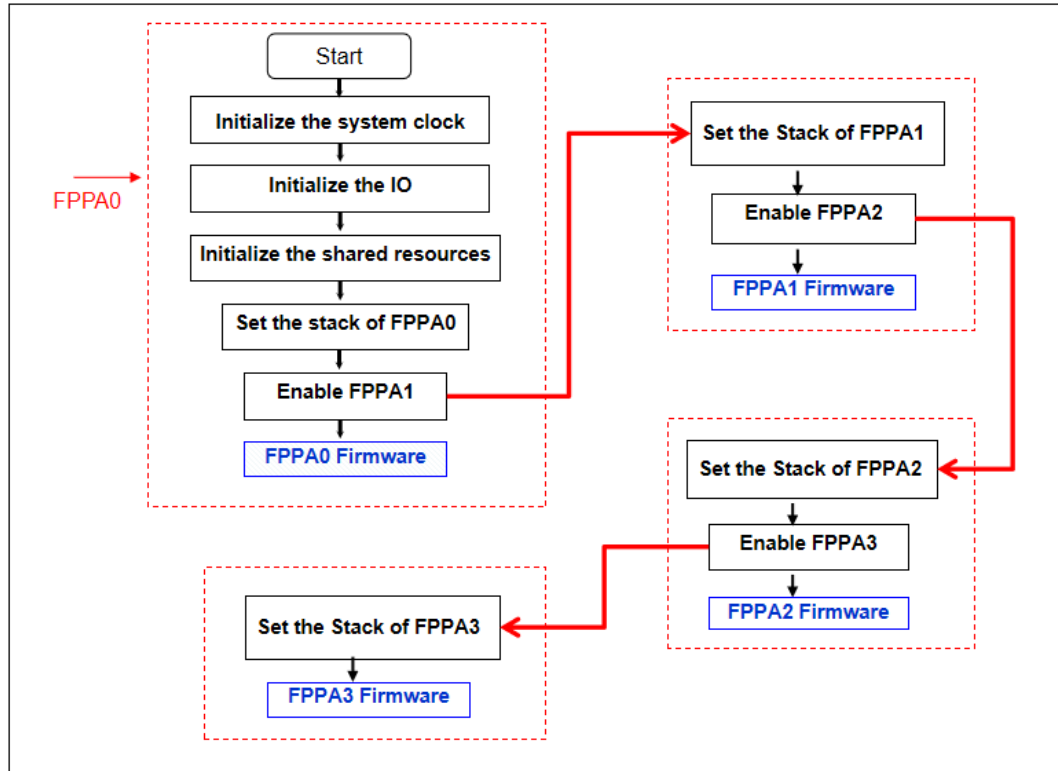 Start
Initialize the system clock
FPPA0
Initialize the IO
Initialize the shared resources
Set the stack of FPPA0
Enable FPPA1
FPPA0 Firmware
Set the Stack of FPPA1
Enable FPPA2
FPPA1 Firmware
Set the Stack of FPPA2
Enable FPPA3
FPPA2 Firmware
Set the Stack of FPPA3
FPPA3 Firmware